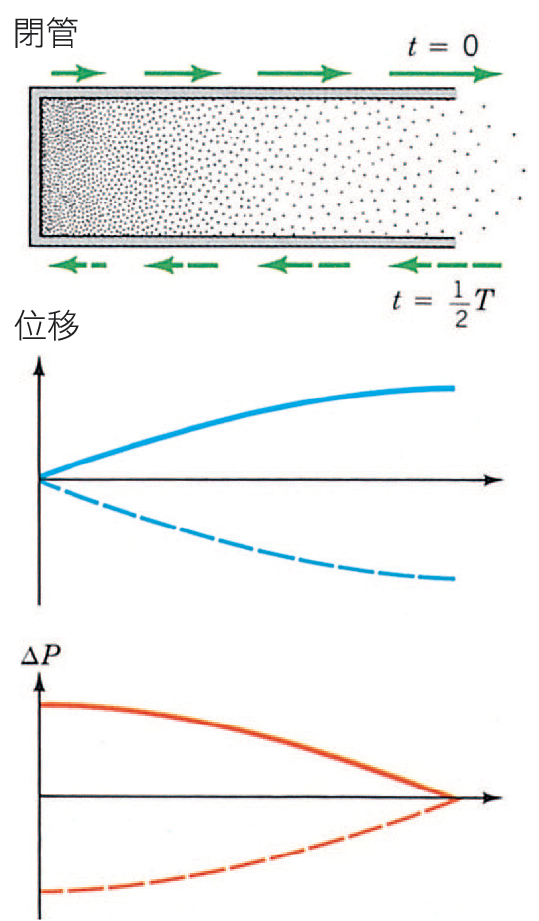 閉管
t = 0
t = 1/2 T
位移
ΔP